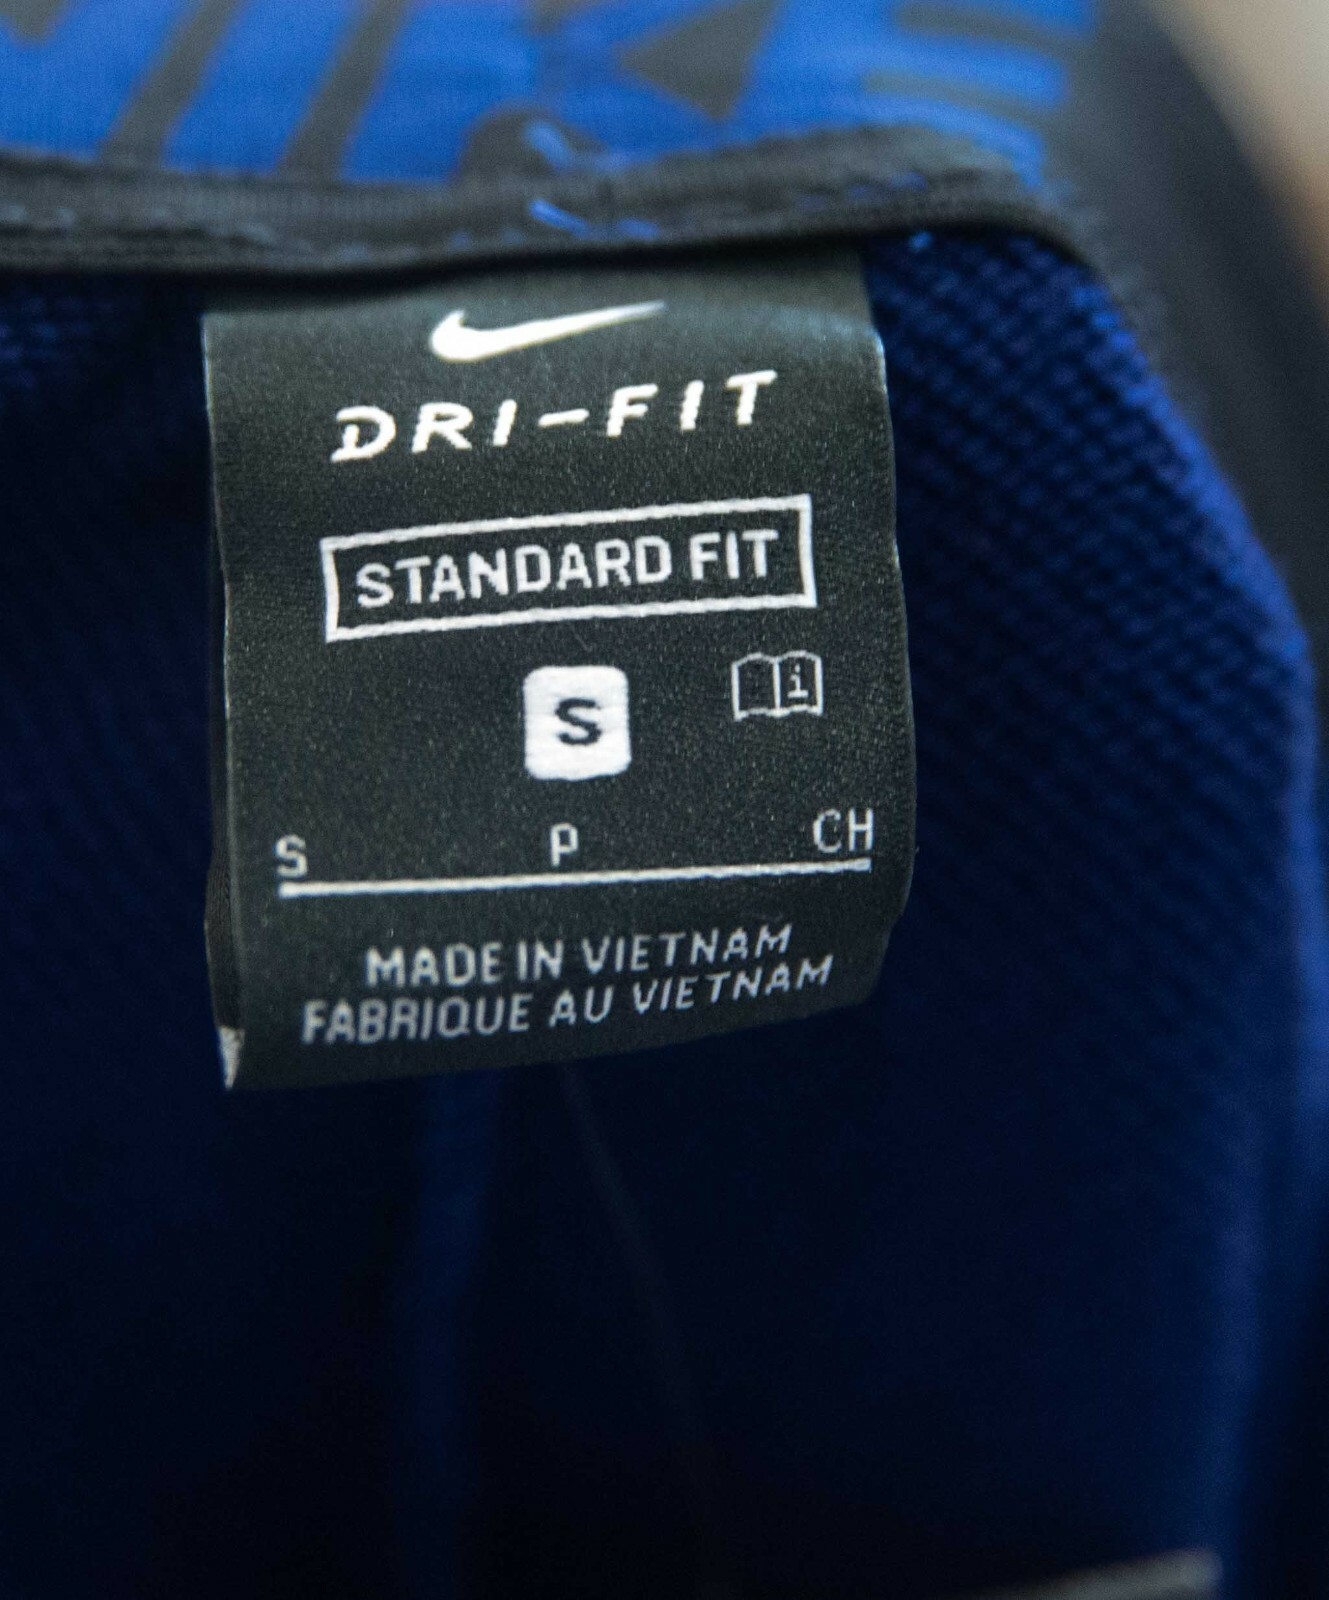 DRI-FIT
STANDARD FIT
S
i
S P CH
MADE IN VIETNAM
FABRIQUE AU VIETNAM